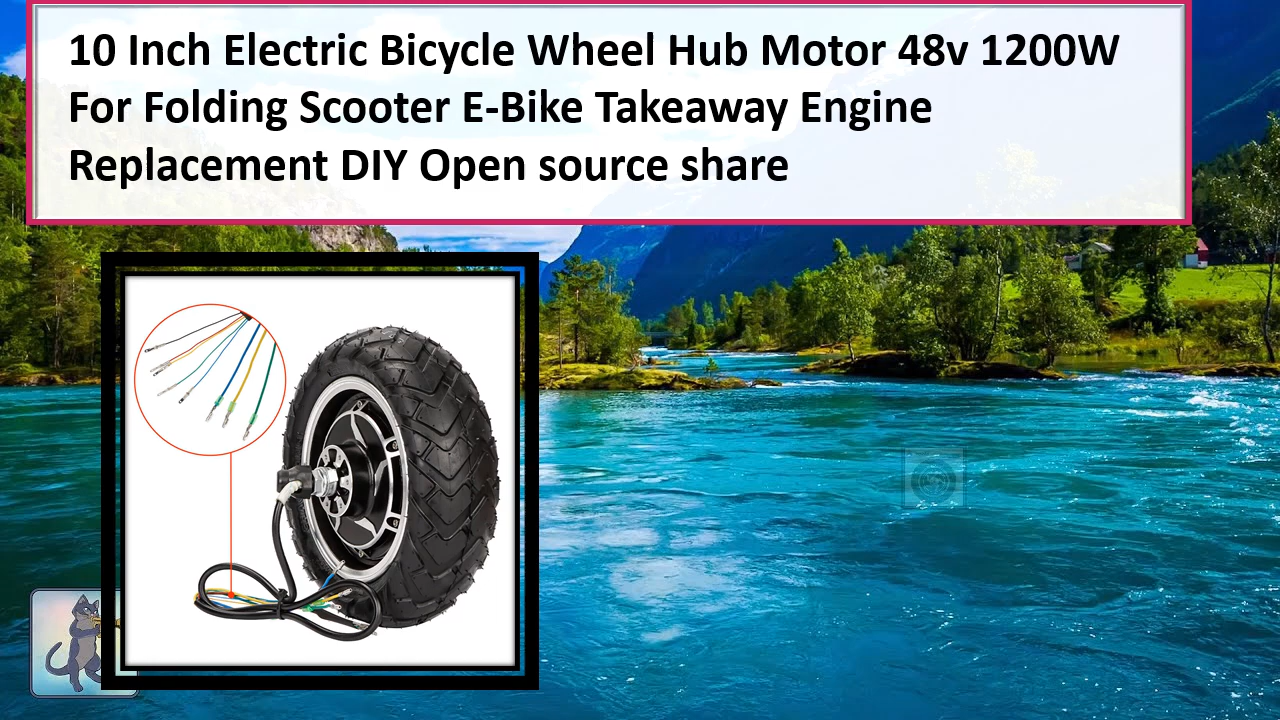 10 Inch Electric Bicycle Wheel Hub Motor 48v 1200W
For Folding Scooter E-Bike Takeaway Engine
Replacement DIY Open source share